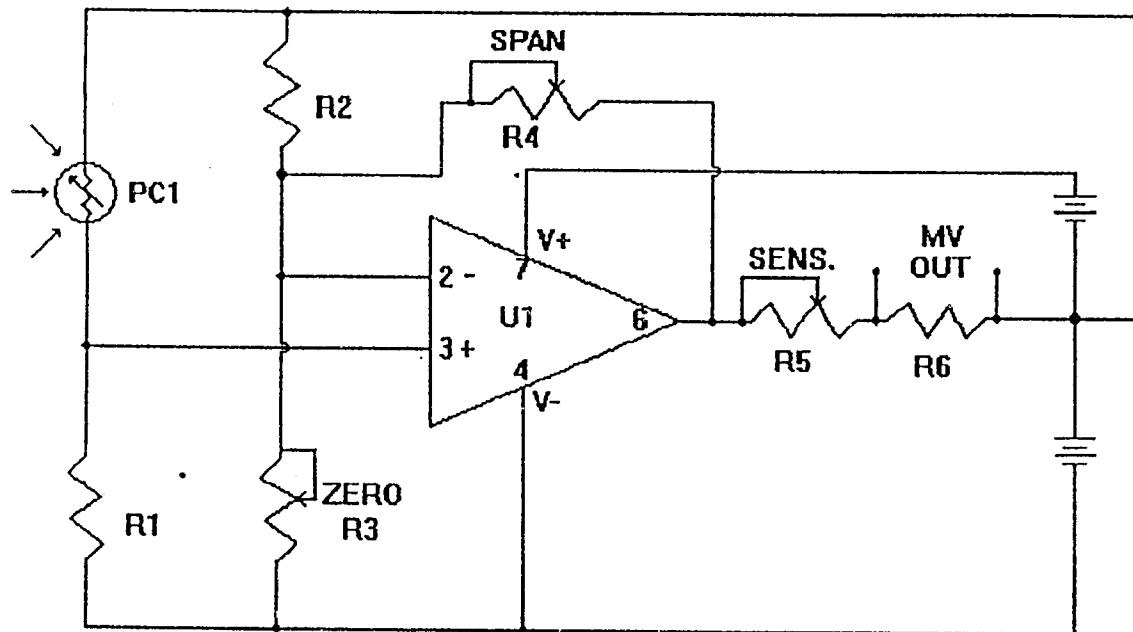 SPAN
R2
R4
PC1
V+
7
MV
OUT
2 -
SENS.
U1
6
3 +
4
R5
R6
V-
ZERO
R1
R3